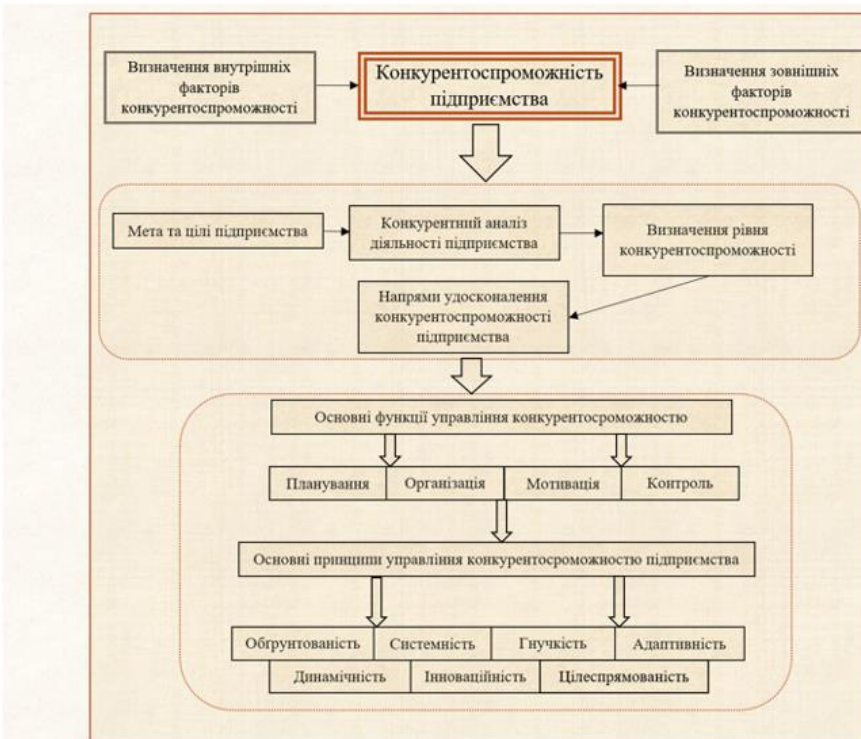 Визначення внутрішніх
факторів
конкурентоспроможності
Конкурентоспроможність
підприємства
Визначення зовнішніх
факторів
конкурентоспроможності
Мета та цілі підприємства
Конкурентний аналіз
діяльності підприємства
Визначення рівня
конкурентоспроможності
Напрями удосконалення
конкурентоспроможності
підприємства
Основні функції управління конкурентосроможностю
Планування
Організація
Мотивація
Контроль
Основні принципи управління конкурентосроможностю підприємства
Обґрунтованість
Системність
Гнучкість
Адаптивність
Динамічність
Інноваційність
Цілеспрямованість